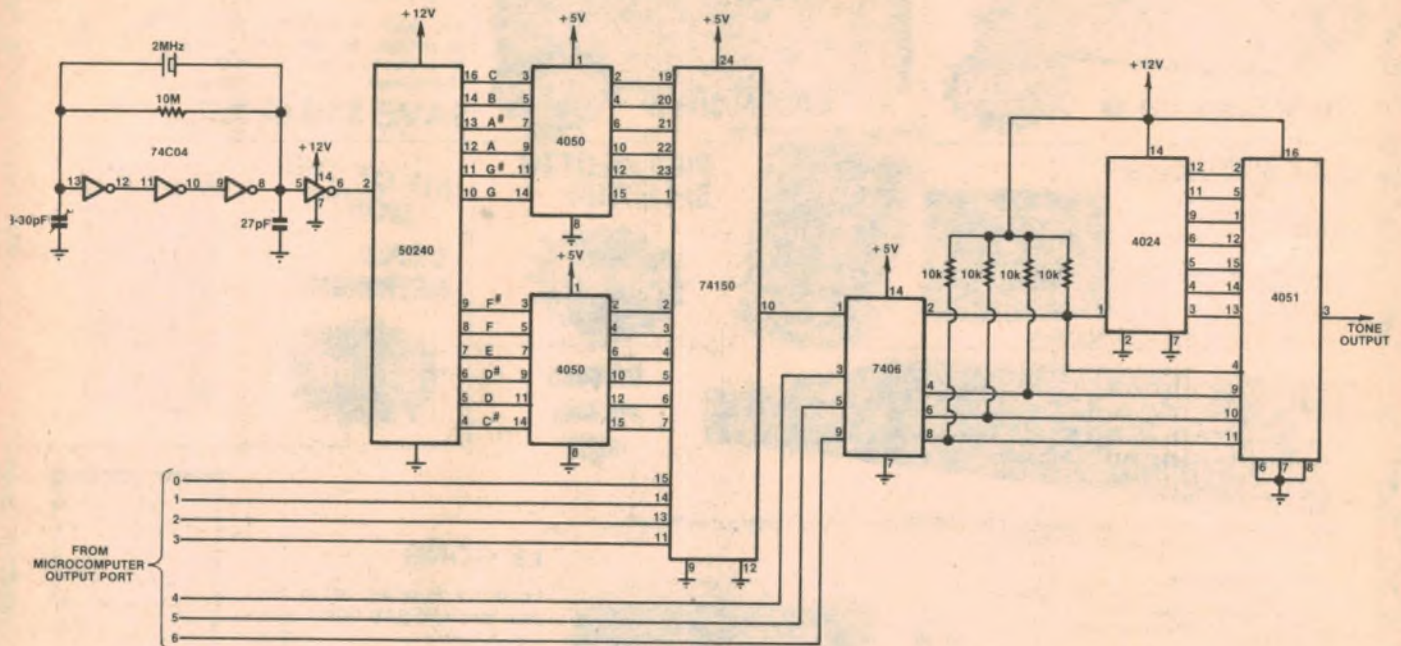 2MHz
10M
74C04
13
12
11
10
9
8
5
+12V
14
6
7
-30pF
27pF
+12V
2
50240
16 C 3
14 B 5
13 A# 7
12 A 9
11 G# 11
10 G 14
9 F# 3
8 F 5
7 E 7
6 D# 9
5 D 11
4 C# 14
+5V
1
4050
2
4
6
10
12
15
8
+5V
1
4050
2
4
6
10
12
15
8
+5V
24
74150
19
20
21
22
23
1
2
3
4
5
6
7
15
14
13
11
10
9
12
FROM
MICROCOMPUTER
OUTPUT PORT
0
1
2
3
4
5
6
+5V
14
7406
1
3
5
9
2
4
6
8
7
10k
10k
10k
10k
+12V
14
4024
1
2
7
12
11
9
6
5
4
3
16
4051
2
5
1
12
15
14
13
4
9
10
11
6
7
8
3
TONE
OUTPUT